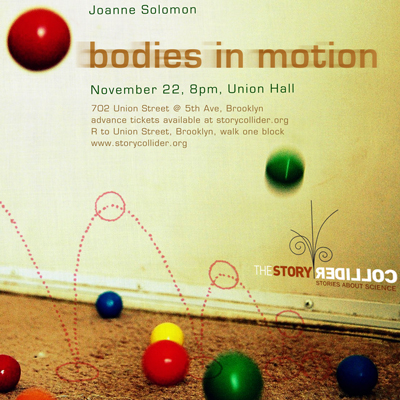 Joanne Solomon
bodies in motion
November 22, 8pm, Union Hall
702 Union Street @ 5th Ave, Brooklyn
advance tickets available at storycollider.org
R to Union Street, Brooklyn, walk one block
www.storycollider.org
THE STORY COLLIDER
STORIES ABOUT SCIENCE